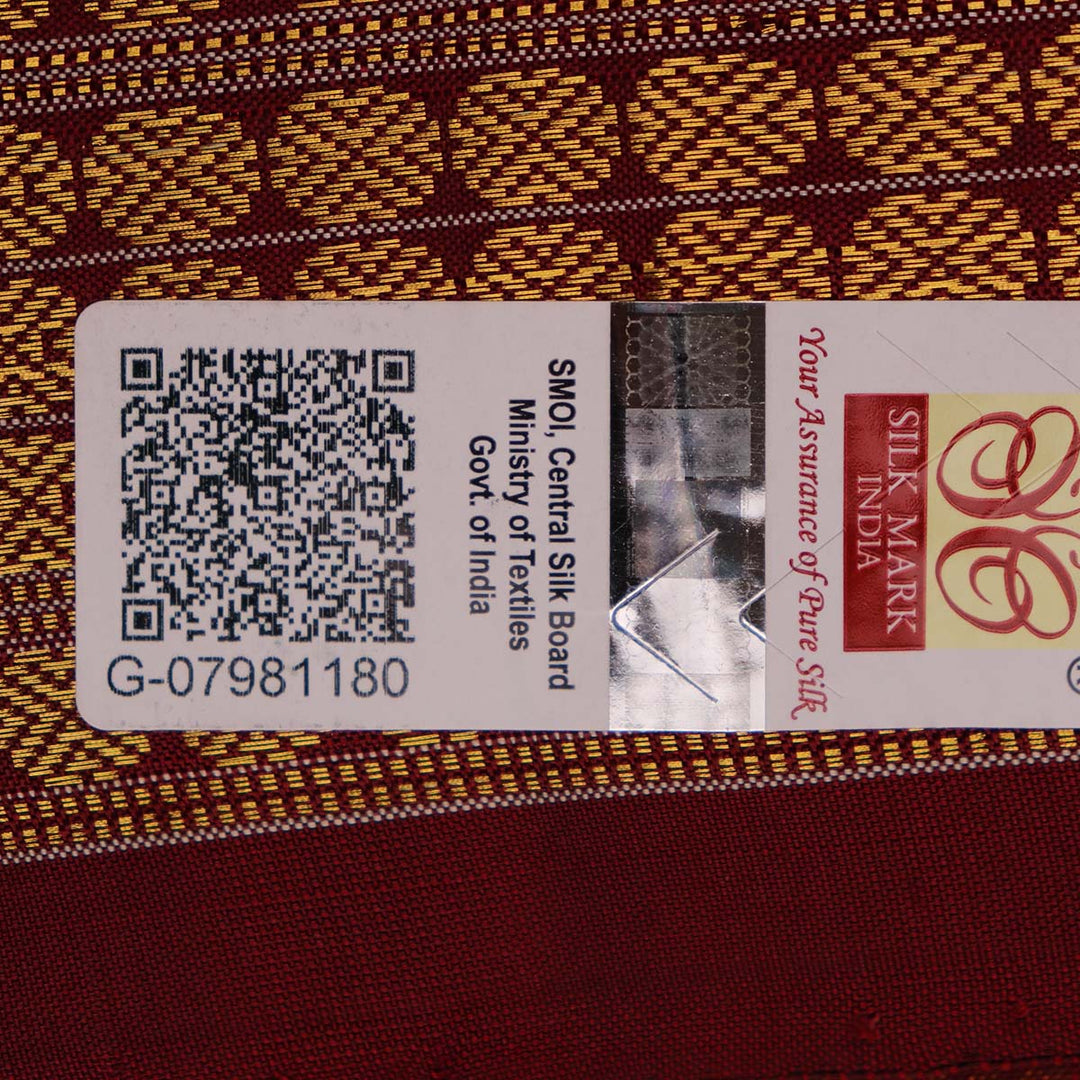 G-07981180
SMOI, Central Silk Board
Ministry of Textiles
Govt. of India
Your Assurance of Pure Silk
SILK MARK
INDIA